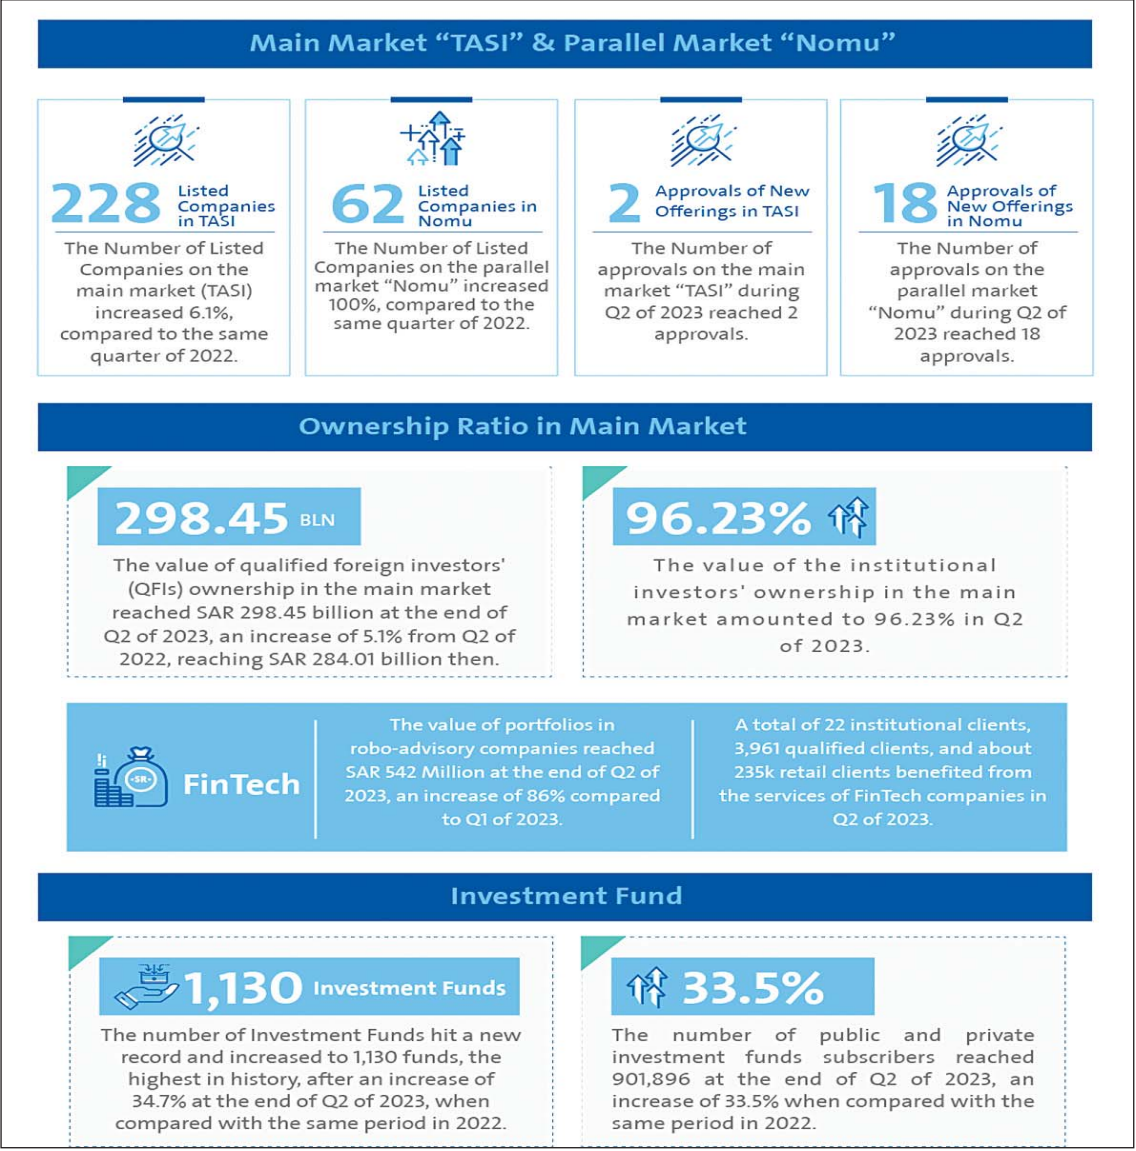 Main Market “TASI” & Parallel Market “Nomu”
228
Listed
Companies
in TASI
The Number of Listed
Companies on the
main market (TASI)
increased 6.1%,
compared to the same
quarter of 2022.
62
Listed
Companies in
Nomu
The Number of Listed
Companies on the parallel
market “Nomu” increased
100%, compared to the
same quarter of 2022.
2
Approvals of New
Offerings in TASI
The Number of
approvals on the main
market “TASI” during
Q2 of 2023 reached 2
approvals.
18
Approvals of
New Offerings
in Nomu
The Number of
approvals on the
parallel market
“Nomu” during Q2 of
2023 reached 18
approvals.
Ownership Ratio in Main Market
298.45 BLN
The value of qualified foreign investors'
(QFIs) ownership in the main market
reached SAR 298.45 billion at the end of
Q2 of 2023, an increase of 5.1% from Q2 of
2022, reaching SAR 284.01 billion then.
96.23%
The value of the institutional
investors' ownership in the main
market amounted to 96.23% in Q2
of 2023.
-SR-
FinTech
The value of portfolios in
robo-advisory companies reached
SAR 542 Million at the end of Q2 of
2023, an increase of 86% compared
to Q1 of 2023.
A total of 22 institutional clients,
3,961 qualified clients, and about
235k retail clients benefited from
the services of FinTech companies in
Q2 of 2023.
Investment Fund
1,130 Investment Funds
The number of Investment Funds hit a new
record and increased to 1,130 funds, the
highest in history, after an increase of
34.7% at the end of Q2 of 2023, when
compared with the same period in 2022.
33.5%
The number of public and private
investment funds subscribers reached
901,896 at the end of Q2 of 2023, an
increase of 33.5% when compared with the
same period in 2022.